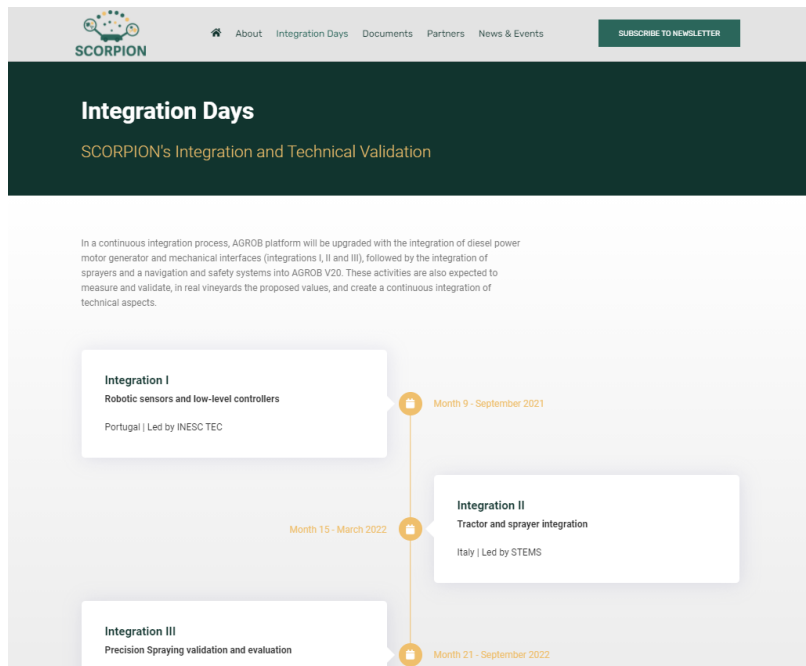 SCORPION
About Integration Days Documents Partners News & Events
SUBSCRIBE TO NEWSLETTER
Integration Days
SCORPION's Integration and Technical Validation
In a continuous integration process, AGROB platform will be upgraded with the integration of diesel power
motor generator and mechanical interfaces (integrations I, II and III), followed by the integration of
sprayers and a navigation and safety systems into AGROB V20. These activities are also expected to
measure and validate, in real vineyards the proposed values, and create a continuous integration of
technical aspects.
Integration I
Robotic sensors and low-level controllers
Portugal | Led by INESC TEC
Month 9 - September 2021
Integration II
Tractor and sprayer integration
Italy | Led by STEMS
Month 15 - March 2022
Integration III
Precision Spraying validation and evaluation
Month 21 - September 2022